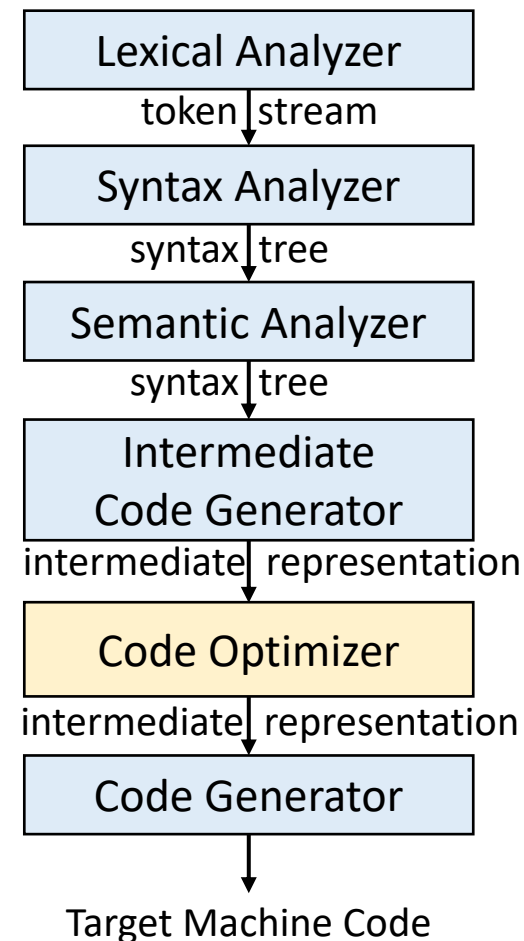 Lexical Analyzer
token stream
Syntax Analyzer
syntax tree
Semantic Analyzer
syntax tree
Intermediate
Code Generator
intermediate representation
Code Optimizer
intermediate representation
Code Generator
Target Machine Code